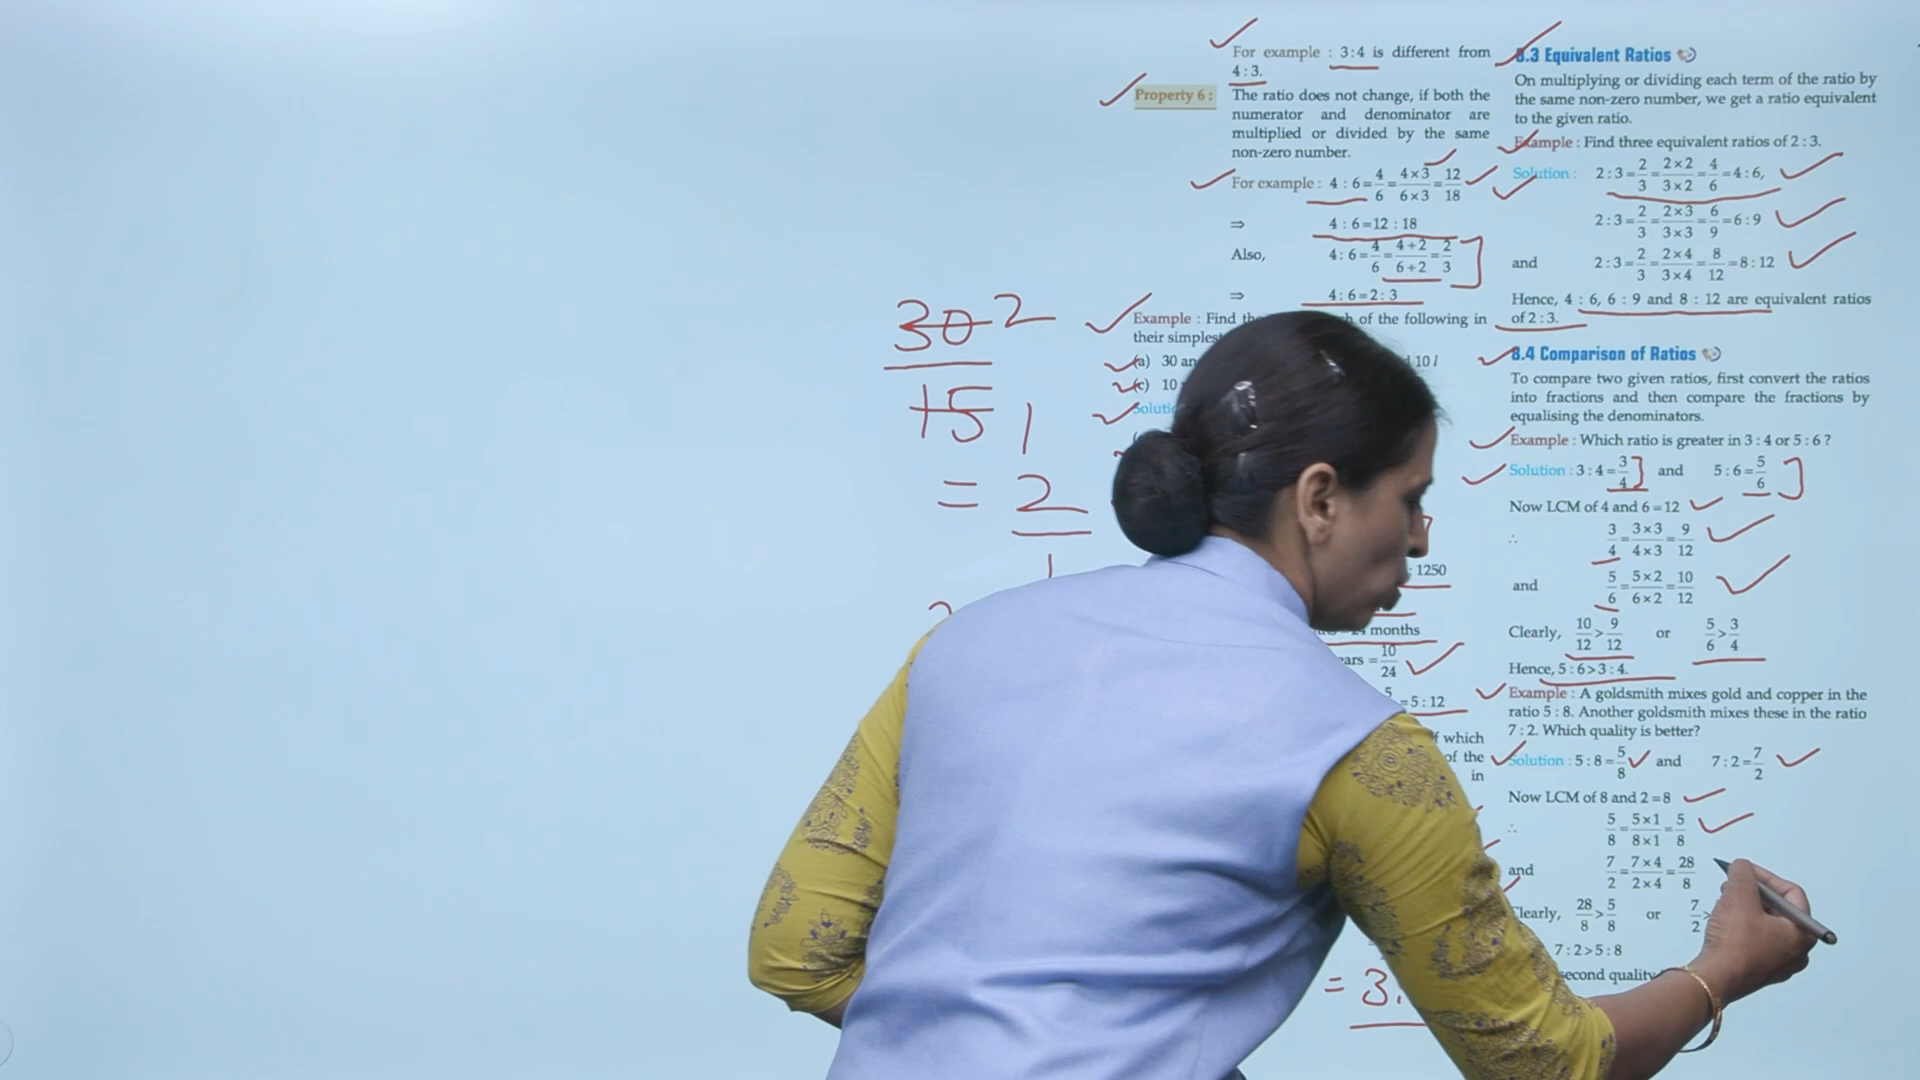 30 2
15 1
= 2
1
For example : 3:4 is different from
4:3.
Property 6 : The ratio does not change, if both the
numerator and denominator are
multiplied or divided by the same
non-zero number.
For example : 4 : 6 = 4/6 = 4×3/6×3 = 12/18
⇒ 4 : 6 = 12 : 18
Also, 4 : 6 = 4/6 = 4÷2/6÷2 = 2/3
⇒ 4 : 6 = 2 : 3
Example : Find of the following in
their simplest
(a) 30 10 l
(c) 10
: 1250
months
= 10/24
= 5 : 12
which
of the
in
= 3.
8.3 Equivalent Ratios
On multiplying or dividing each term of the ratio by
the same non-zero number, we get a ratio equivalent
to the given ratio.
Example : Find three equivalent ratios of 2 : 3.
Solution : 2 : 3 = 2/3 = 2×2/3×2 = 4/6 = 4 : 6,
2 : 3 = 2/3 = 2×3/3×3 = 6/9 = 6 : 9
and 2 : 3 = 2/3 = 2×4/3×4 = 8/12 = 8 : 12
Hence, 4 : 6, 6 : 9 and 8 : 12 are equivalent ratios
of 2 : 3.
8.4 Comparison of Ratios
To compare two given ratios, first convert the ratios
into fractions and then compare the fractions by
equalising the denominators.
Example : Which ratio is greater in 3 : 4 or 5 : 6 ?
Solution : 3 : 4 = 3/4 and 5 : 6 = 5/6
Now LCM of 4 and 6 = 12
∴ 3/4 = 3×3/4×3 = 9/12
and 5/6 = 5×2/6×2 = 10/12
Clearly, 10/12 > 9/12 or 5/6 > 3/4
Hence, 5 : 6 > 3 : 4.
Example : A goldsmith mixes gold and copper in the
ratio 5 : 8. Another goldsmith mixes these in the ratio
7 : 2. Which quality is better?
Solution : 5 : 8 = 5/8 and 7 : 2 = 7/2
Now LCM of 8 and 2 = 8
∴ 5/8 = 5×1/8×1 = 5/8
and 7/2 = 7×4/2×4 = 28/8
Clearly, 28/8 > 5/8 or 7/2 >
7 : 2 > 5 : 8
second quality